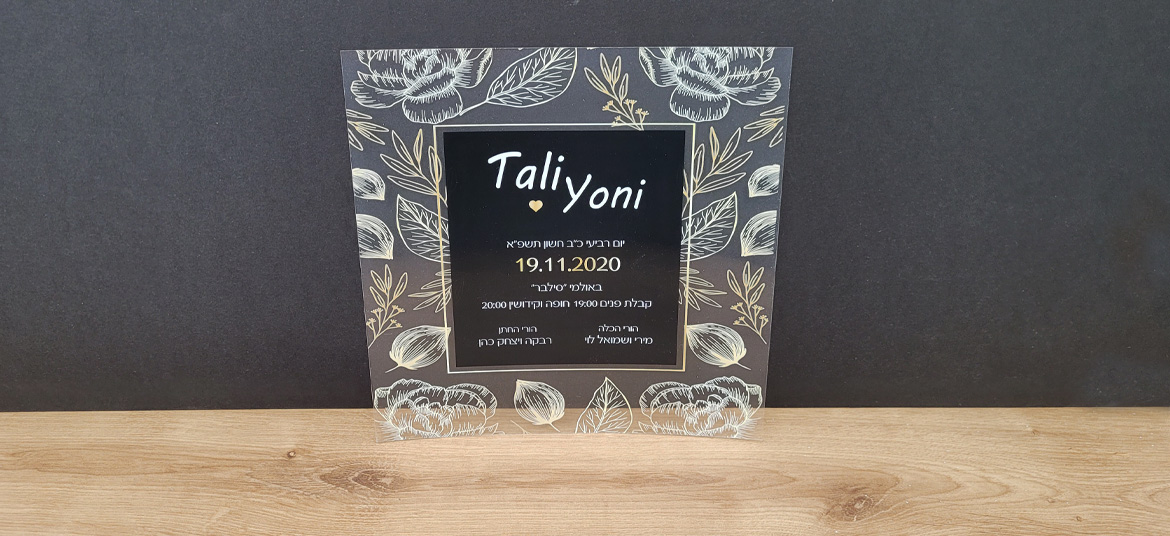 Tali
Yoni
יום רביעי כ"ב חשון תשפ"א
19.11.2020
באולמי "סילבר"
קבלת פנים 19:00 חופה וקידושין 20:00
הורי הכלה
מירי ושמואל לוי
הורי החתן
רבקה ויצחק כהן